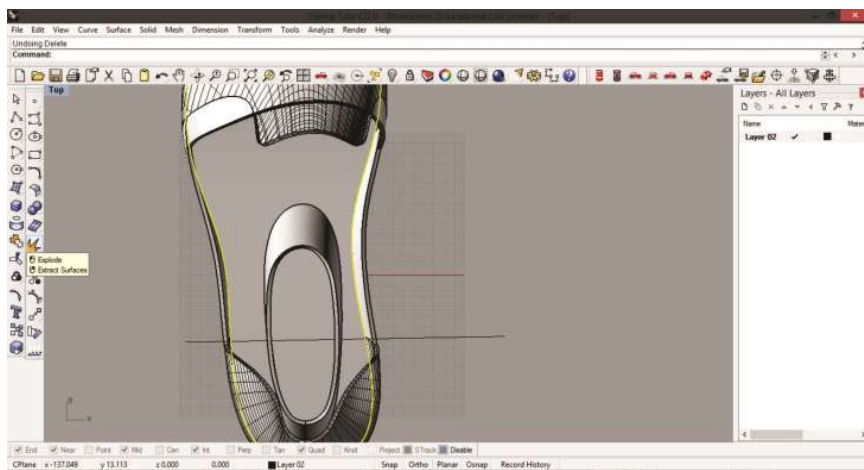 File Edit View Curve Surface Solid Mesh Dimension Transform Tools Analyze Render Help
Undoing Delete
Command:
Top
Layers - All Layers
Name Mater
Layer 02
Explode
Extract Surfaces
End Near Point Mid Cen Int Perp Tan Quad Knot Project STrack Disable
CPlane x -137.049 y 13.113 z 0.000 0.000 Layer 02 Snap Ortho Planar Osnap Record History